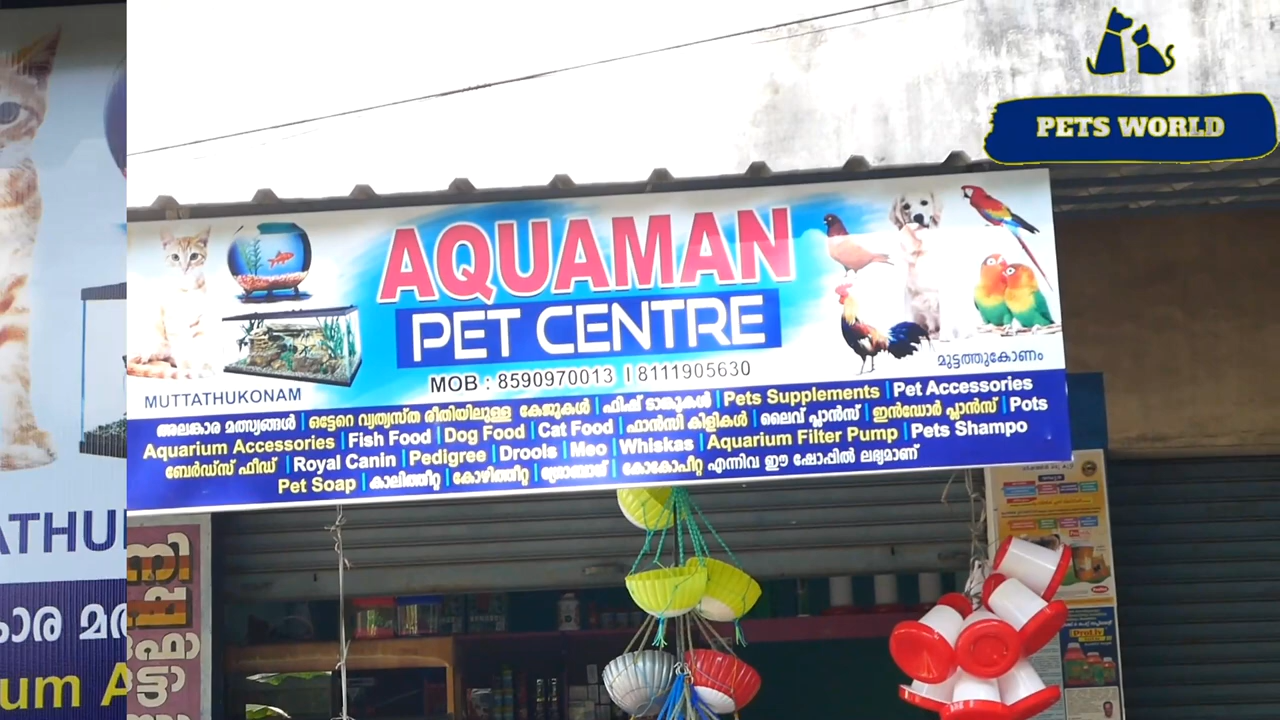 PETS WORLD
AQUAMAN
PET CENTRE
MOB : 8590970013 | 8111905630
MUTTATHUKONAM
മുട്ടത്തുകോണം
അലങ്കാര മത്സ്യങ്ങൾ | ഒട്ടേറെ വ്യത്യസ്ത രീതിയിലുള്ള കേജുകൾ | ഫിഷ് ടാങ്കുകൾ | Pets Supplements | Pet Accessories
Aquarium Accessories | Fish Food | Dog Food | Cat Food | ഫാൻസി കിളികൾ | ലൈവ് പ്ലാൻസ് | ഇൻഡോർ പ്ലാൻസ് | Pots
ബേർഡ്സ് ഫീഡ് | Royal Canin | Pedigree | Drools | Meo | Whiskas | Aquarium Filter Pump | Pets Shampo
Pet Soap | കാലിത്തീറ്റ | കോഴിത്തീറ്റ | ഗ്രോബാഗ് | കോകോപീറ്റ എന്നിവ ഈ ഷോപ്പിൽ ലഭ്യമാണ്